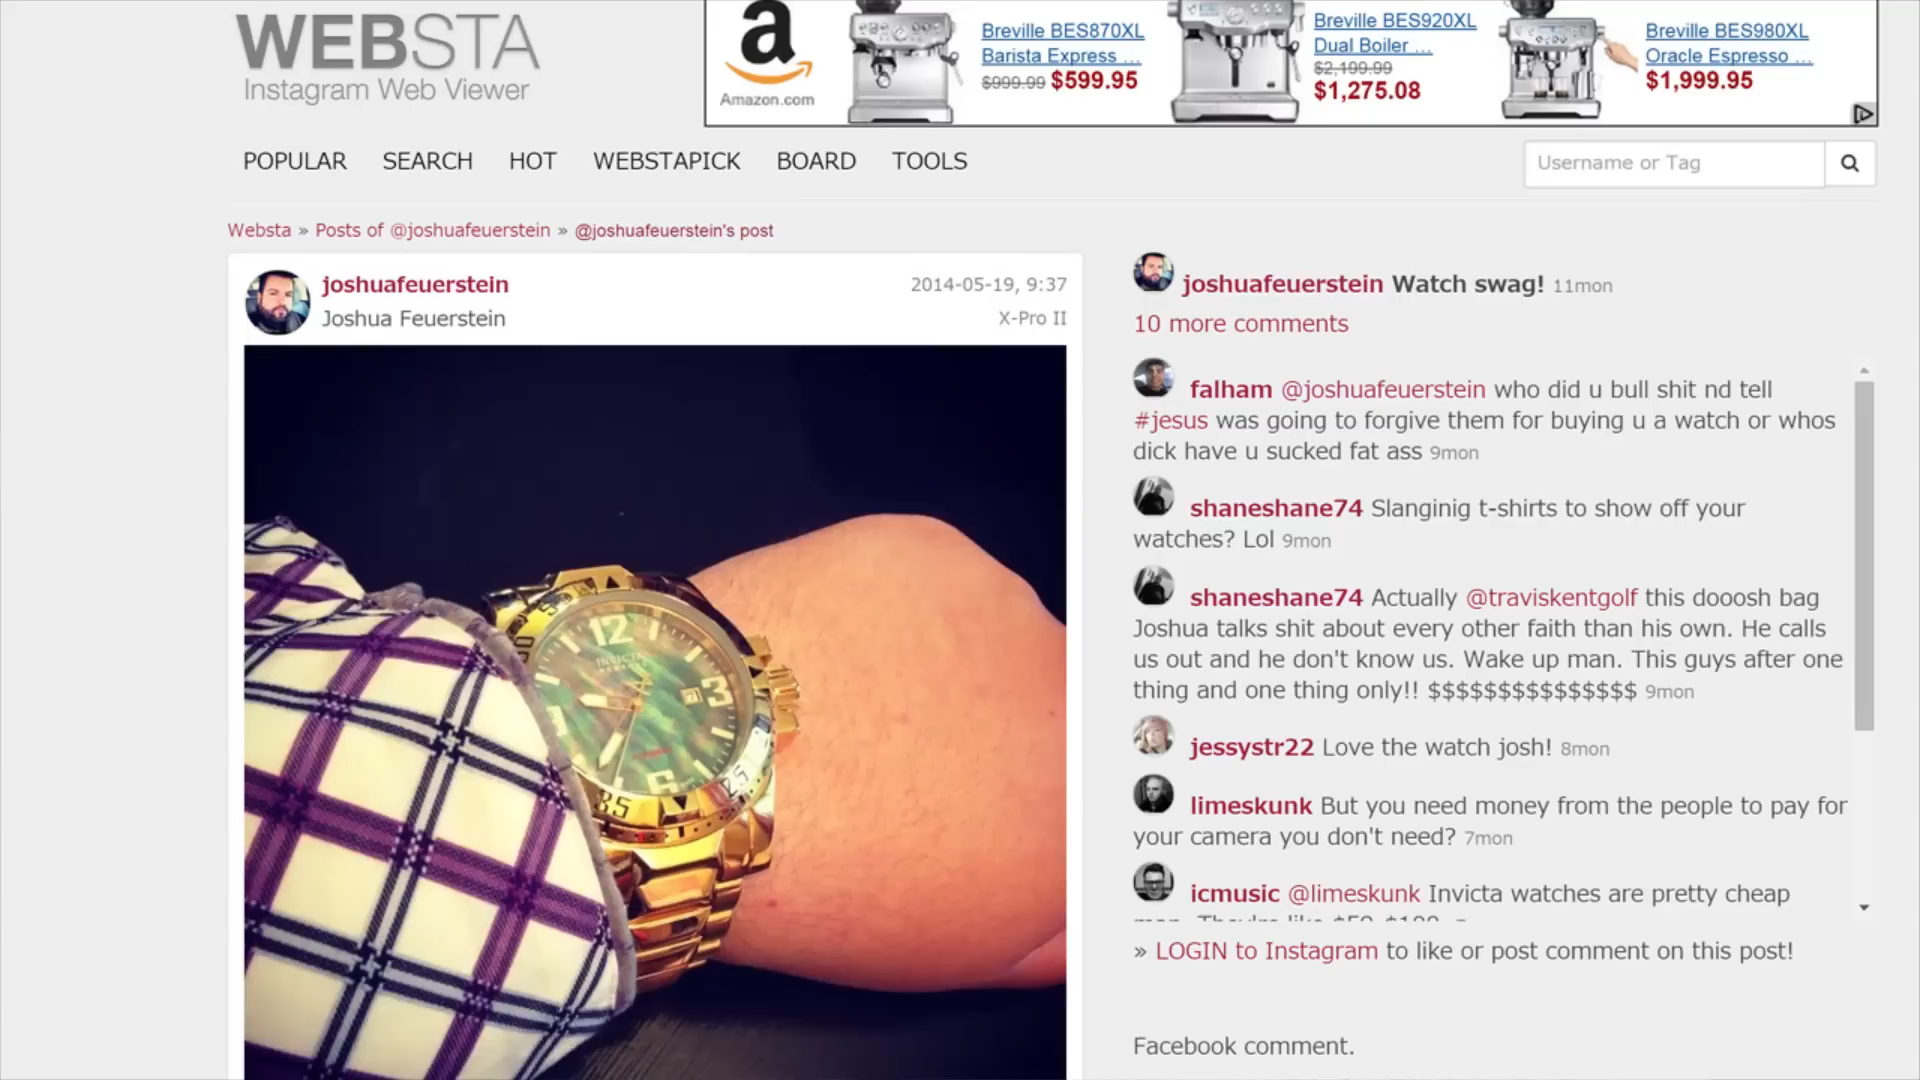 WEBSTA
Instagram Web Viewer
a
Amazon.com
Breville BES870XL
Barista Express ...
$999.99 $599.95
Breville BES920XL
Dual Boiler ...
$2,199.99
$1,275.08
Breville BES980XL
Oracle Espresso ...
$1,999.95
POPULAR SEARCH HOT WEBSTAPICK BOARD TOOLS
Username or Tag
Websta » Posts of @joshuafeuerstein » @joshuafeuerstein's post
joshuafeuerstein
2014-05-19, 9:37
Joshua Feuerstein
X-Pro II
12
3
INVICTA
6
35
25
joshuafeuerstein Watch swag! 11mon
10 more comments
falham @joshuafeuerstein who did u bull shit nd tell
#jesus was going to forgive them for buying u a watch or whos
dick have u sucked fat ass 9mon
shaneshane74 Slanginig t-shirts to show off your
watches? Lol 9mon
shaneshane74 Actually @traviskentgolf this dooosh bag
Joshua talks shit about every other faith than his own. He calls
us out and he don't know us. Wake up man. This guys after one
thing and one thing only!! $$$$$$$$$$$$$$$ 9mon
jessystr22 Love the watch josh! 8mon
limeskunk But you need money from the people to pay for
your camera you don't need? 7mon
icmusic @limeskunk Invicta watches are pretty cheap
» LOGIN to Instagram to like or post comment on this post!
Facebook comment.